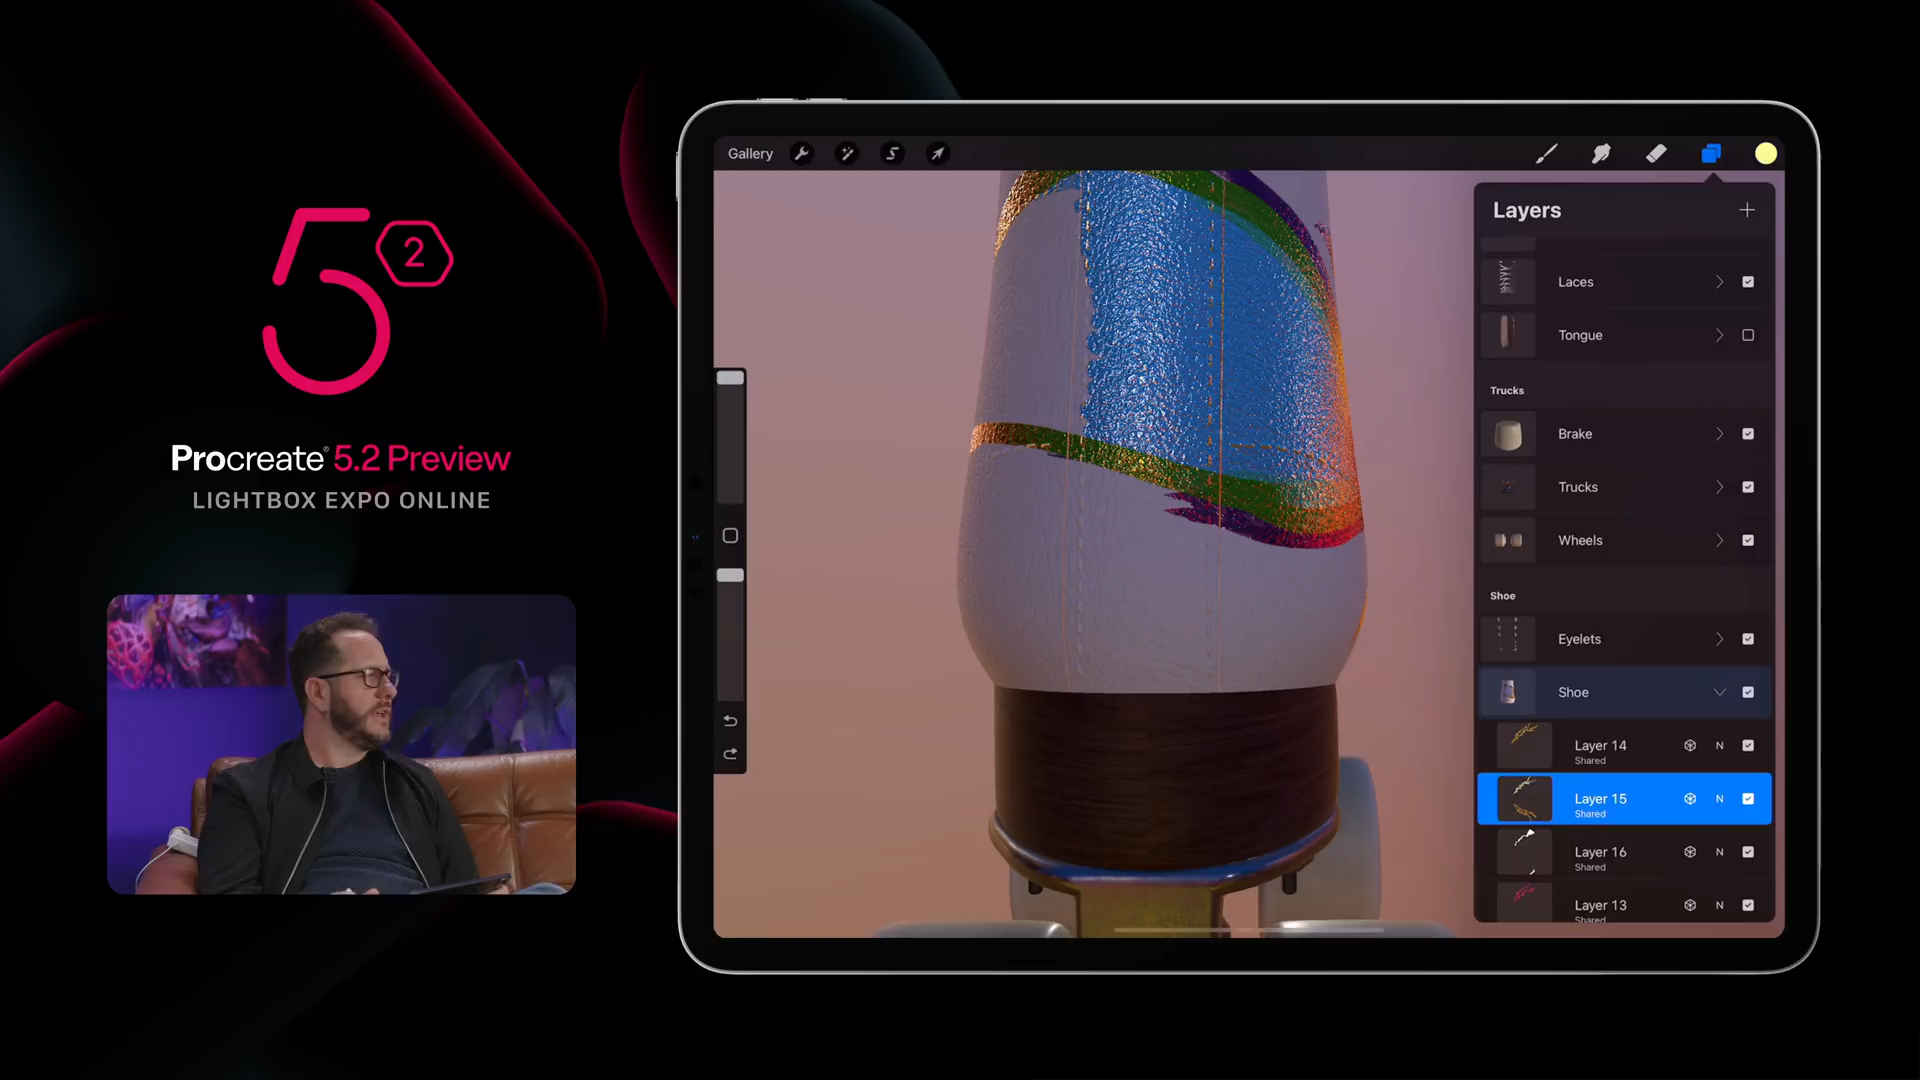 5 2
Procreate® 5.2 Preview
LIGHTBOX EXPO ONLINE
Gallery
Layers
Laces
Tongue
Trucks
Brake
Trucks
Wheels
Shoe
Eyelets
Shoe
Layer 14 N
Shared
Layer 15 N
Shared
Layer 16 N
Shared
Layer 13 N
Shared